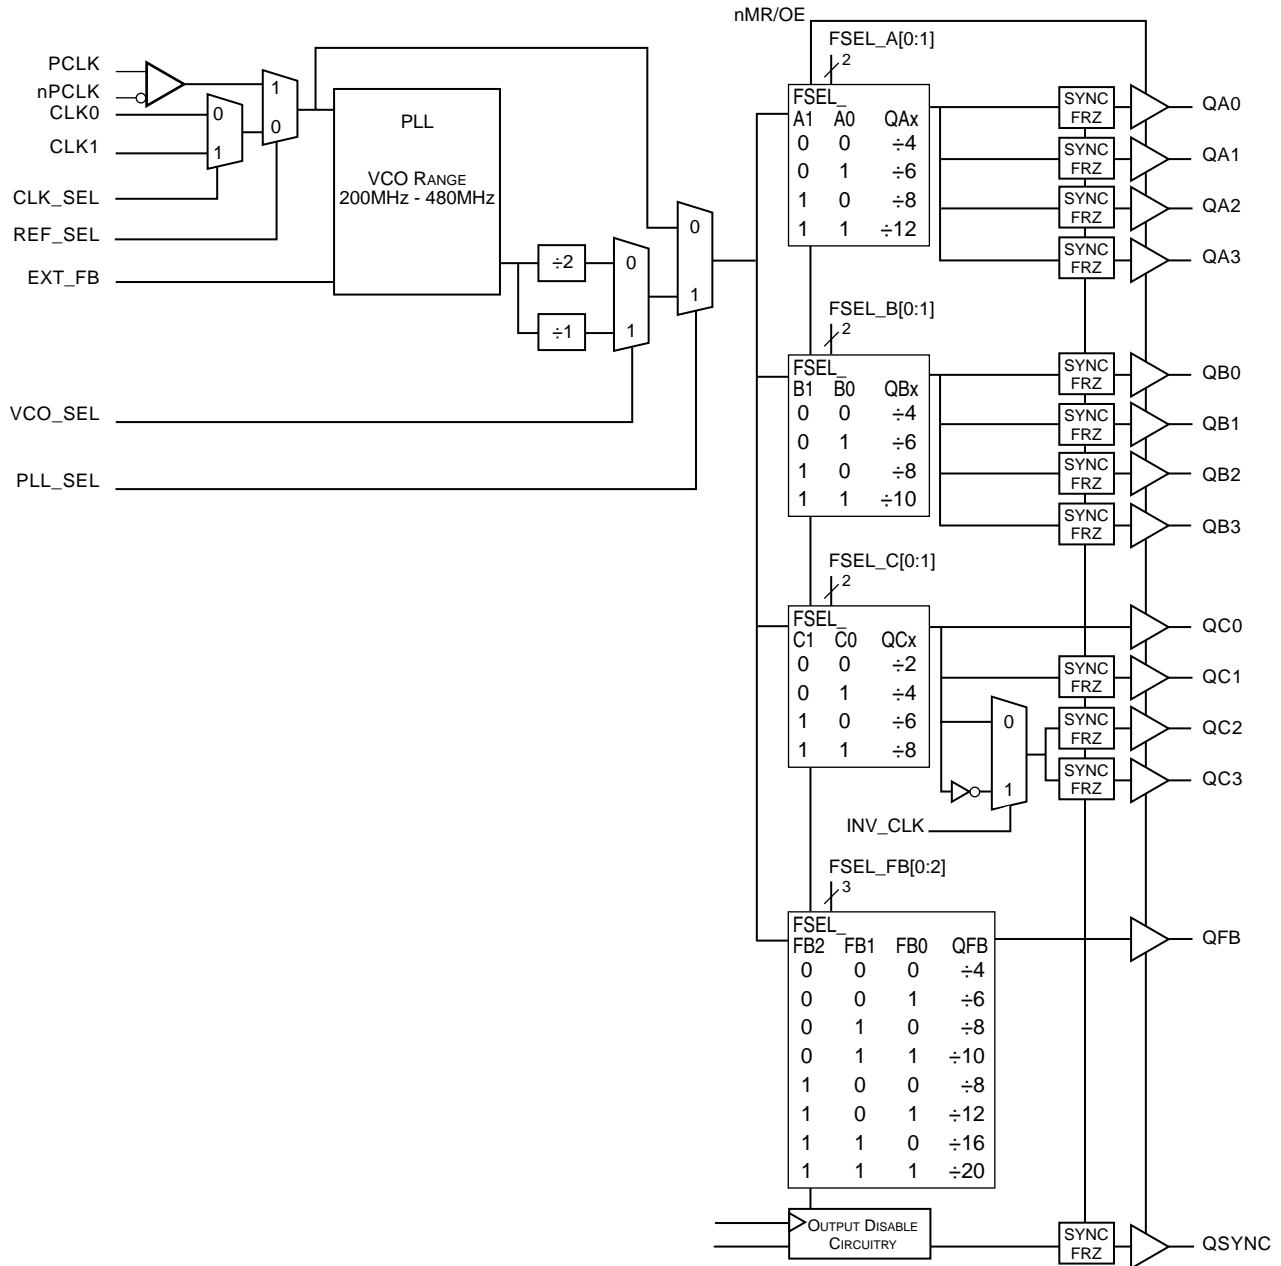 nMR/OE
PCLK
nPCLK
CLK0
CLK1
CLK_SEL
REF_SEL
EXT_FB
VCO_SEL
PLL_SEL
0
1
1
0
PLL
VCO RANGE
200MHz - 480MHz
÷2
÷1
0
1
0
1
FSEL_A[0:1]
2
FSEL_
A1 A0 QAx
0 0 ÷4
0 1 ÷6
1 0 ÷8
1 1 ÷12
SYNC
FRZ
QA0
SYNC
FRZ
QA1
SYNC
FRZ
QA2
SYNC
FRZ
QA3
FSEL_B[0:1]
2
FSEL_
B1 B0 QBx
0 0 ÷4
0 1 ÷6
1 0 ÷8
1 1 ÷10
SYNC
FRZ
QB0
SYNC
FRZ
QB1
SYNC
FRZ
QB2
SYNC
FRZ
QB3
FSEL_C[0:1]
2
FSEL_
C1 C0 QCx
0 0 ÷2
0 1 ÷4
1 0 ÷6
1 1 ÷8
QC0
SYNC
FRZ
QC1
0
1
SYNC
FRZ
QC2
SYNC
FRZ
QC3
INV_CLK
FSEL_FB[0:2]
3
FSEL_
FB2 FB1 FB0 QFB
0 0 0 ÷4
0 0 1 ÷6
0 1 0 ÷8
0 1 1 ÷10
1 0 0 ÷8
1 0 1 ÷12
1 1 0 ÷16
1 1 1 ÷20
QFB
OUTPUT DISABLE
CIRCUITRY
SYNC
FRZ
QSYNC